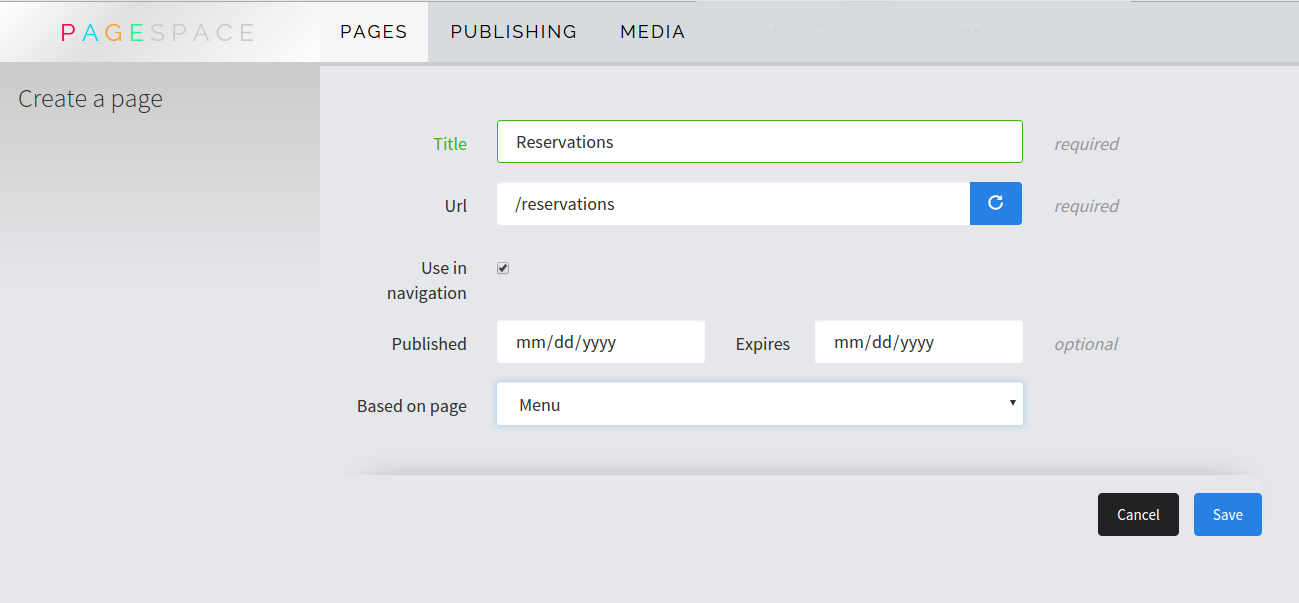 PAGESPACE PAGES PUBLISHING MEDIA
Create a page
Title Reservations required
Url /reservations required
Use in
navigation
Published mm/dd/yyyy Expires mm/dd/yyyy optional
Based on page Menu
Cancel Save